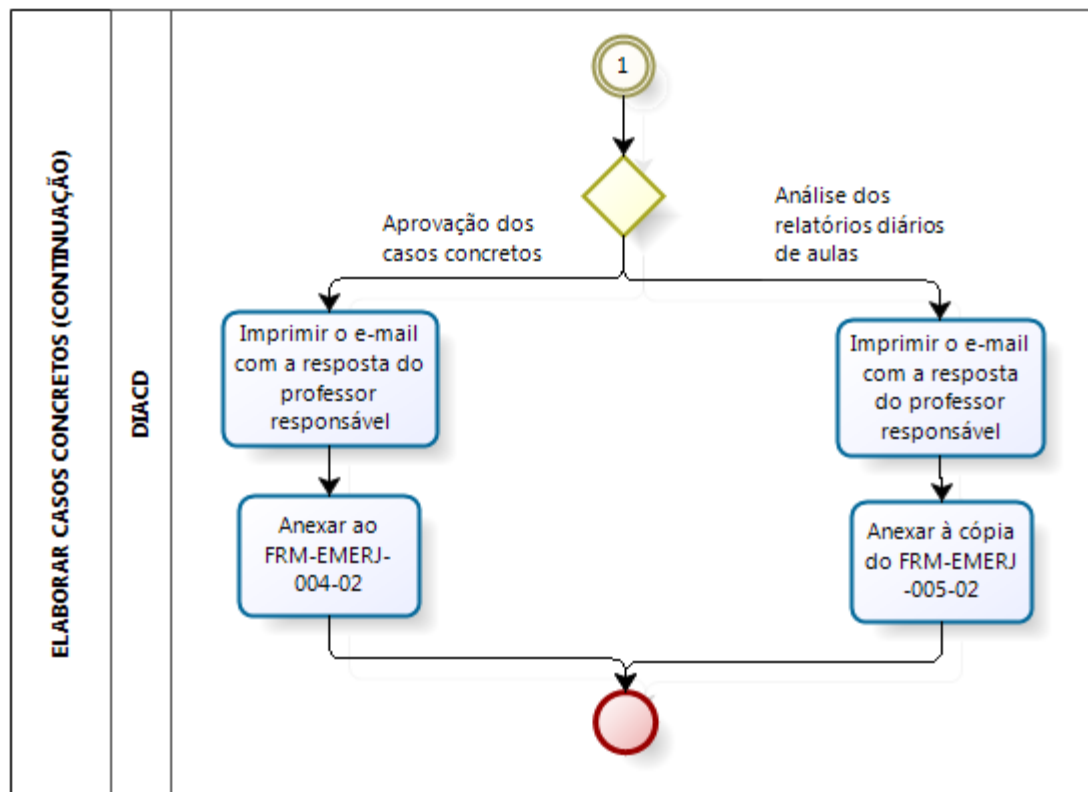 ELABORAR CASOS CONCRETOS (CONTINUAÇÃO)
DIACD
1
Aprovação dos
casos concretos
Análise dos
relatórios diários
de aulas
Imprimir o e-mail
com a resposta do
professor
responsável
Imprimir o e-mail
com a resposta
do professor
responsável
Anexar ao
FRM-EMERJ-
004-02
Anexar à cópia
do FRM-EMERJ
-005-02